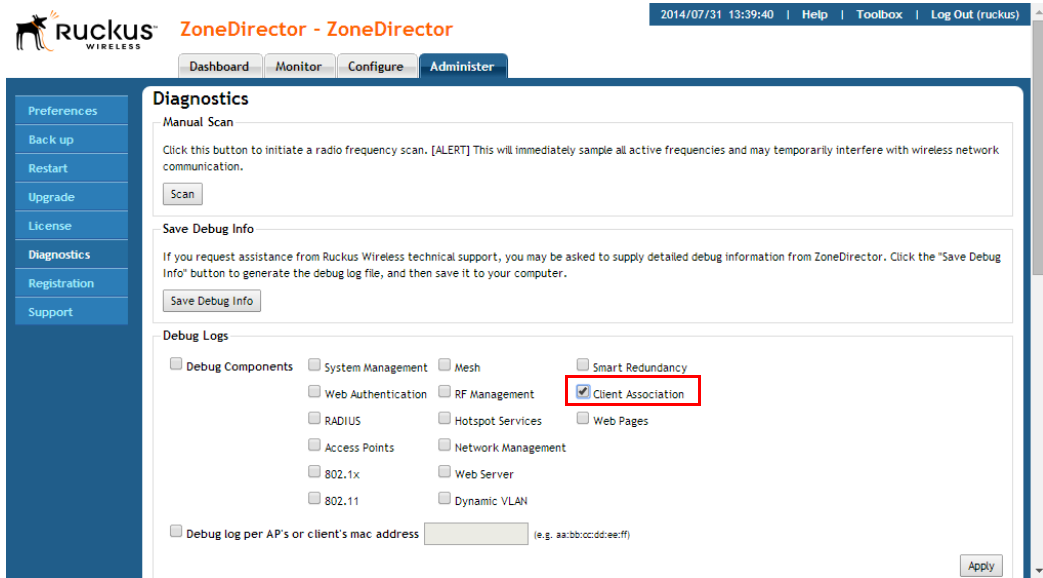 2014/07/31 13:39:40 | Help | Toolbox | Log Out (ruckus)
RUCKUS
WIRELESS
ZoneDirector - ZoneDirector
Dashboard Monitor Configure Administer
Preferences
Back up
Restart
Upgrade
License
Diagnostics
Registration
Support
Diagnostics
Manual Scan
Click this button to initiate a radio frequency scan. [ALERT] This will immediately sample all active frequencies and may temporarily interfere with wireless network
communication.
Scan
Save Debug Info
If you request assistance from Ruckus Wireless technical support, you may be asked to supply detailed debug information from ZoneDirector. Click the "Save Debug
Info" button to generate the debug log file, and then save it to your computer.
Save Debug Info
Debug Logs
Debug Components System Management Mesh Smart Redundancy
Web Authentication RF Management Client Association
RADIUS Hotspot Services Web Pages
Access Points Network Management
802.1x Web Server
802.11 Dynamic VLAN
Debug log per AP's or client's mac address (e.g. aa:bb:cc:dd:ee:ff)
Apply